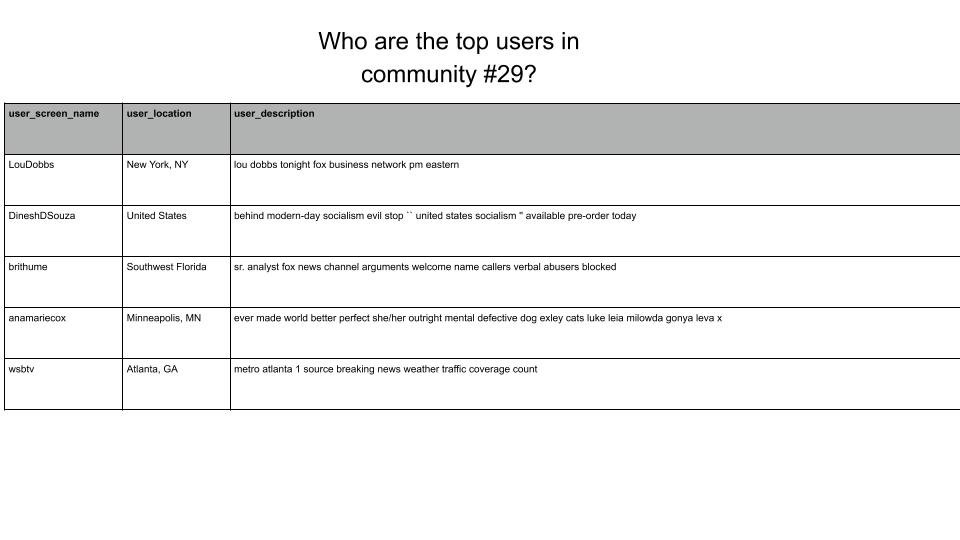 Who are the top users in
community #29?
user_screen_name user_location user_description
LouDobbs New York, NY lou dobbs tonight fox business network pm eastern
DineshDSouza United States behind modern-day socialism evil stop `` united states socialism '' available pre-order today
brithume Southwest Florida sr. analyst fox news channel arguments welcome name callers verbal abusers blocked
anamariecox Minneapolis, MN ever made world better perfect she/her outright mental defective dog exley cats luke leia milowda gonya leva x
wsbtv Atlanta, GA metro atlanta 1 source breaking news weather traffic coverage count